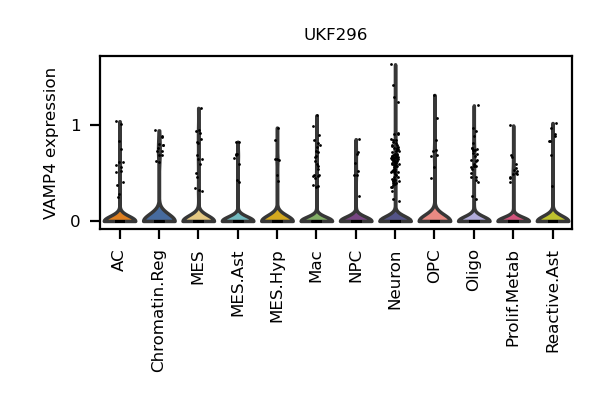 UKF296
VAMP4 expression
1
0
AC
Chromatin.Reg
MES
MES.Ast
MES.Hyp
Mac
NPC
Neuron
OPC
Oligo
Prolif.Metab
Reactive.Ast